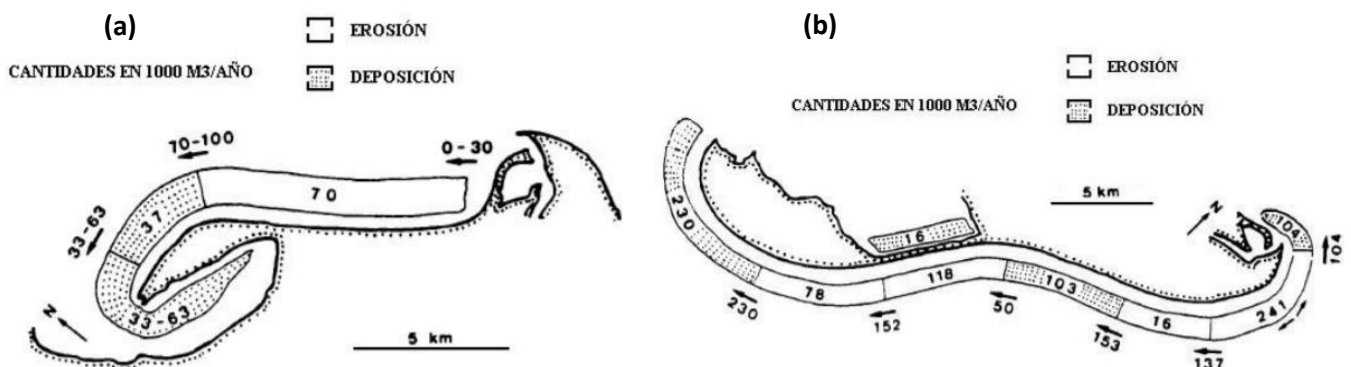 (a)
EROSIÓN
CANTIDADES EN 1000 M3/AÑO
DEPOSICIÓN
70-100
0-30
70
37
33-63
33-63
N
5 km
(b)
EROSIÓN
CANTIDADES EN 1000 M3/AÑO
DEPOSICIÓN
5 km
N
16
104
104
230
118
103
78
16
241
230
152
50
153
137